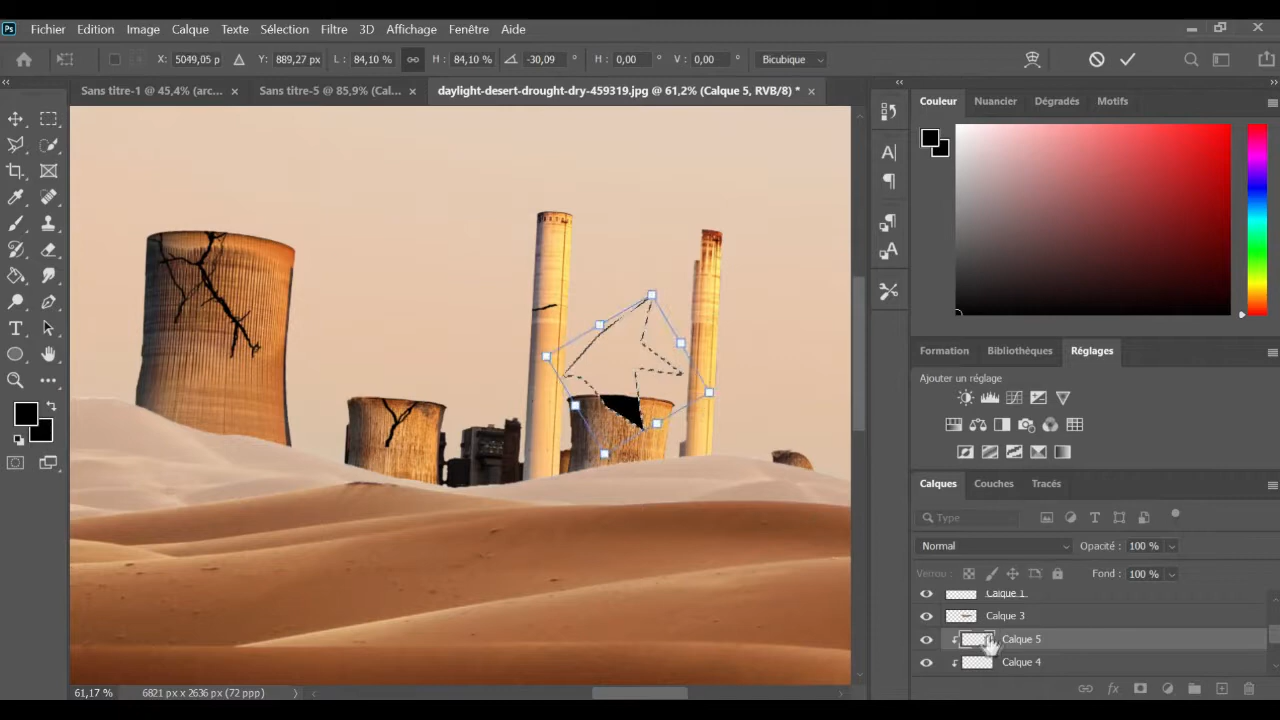 Ps Fichier Edition Image Calque Texte Sélection Filtre 3D Affichage Fenêtre Aide
X: 5049,05 p Y: 889,27 px L: 84,10 % H: 84,10 % -30,09 ° H: 0,00 ° V: 0,00 ° Bicubique
Sans titre-1 @ 45,4% (arc... × Sans titre-5 @ 85,9% (Cal... × daylight-desert-drought-dry-459319.jpg @ 61,2% (Calque 5, RVB/8) * ×
Couleur Nuancier Dégradés Motifs
Formation Bibliothèques Réglages
Ajouter un réglage
Calques Couches Tracés
Type
Normal Opacité : 100 %
Verrou : Fond : 100 %
Calque 1
Calque 3
Calque 5
Calque 4
61,17 % 6821 px x 2636 px (72 ppp)